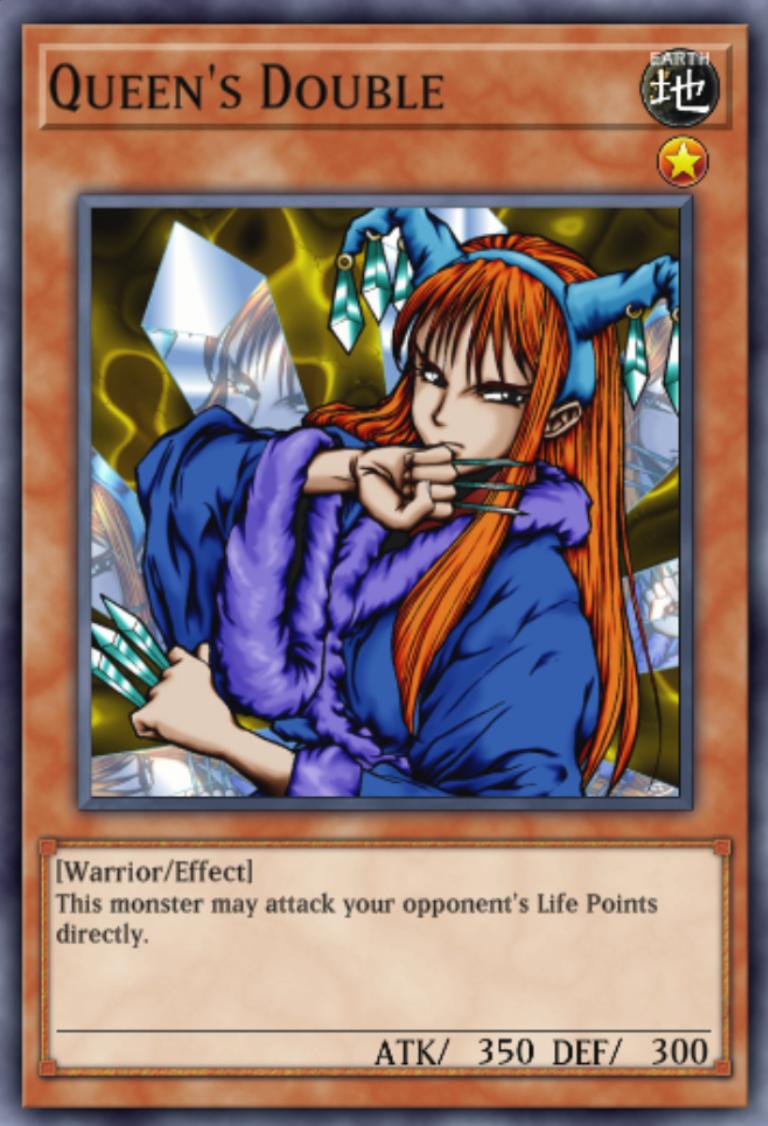 Queen's Double
EARTH
地
[Warrior/Effect]
This monster may attack your opponent's Life Points
directly.
ATK/ 350 DEF/ 300